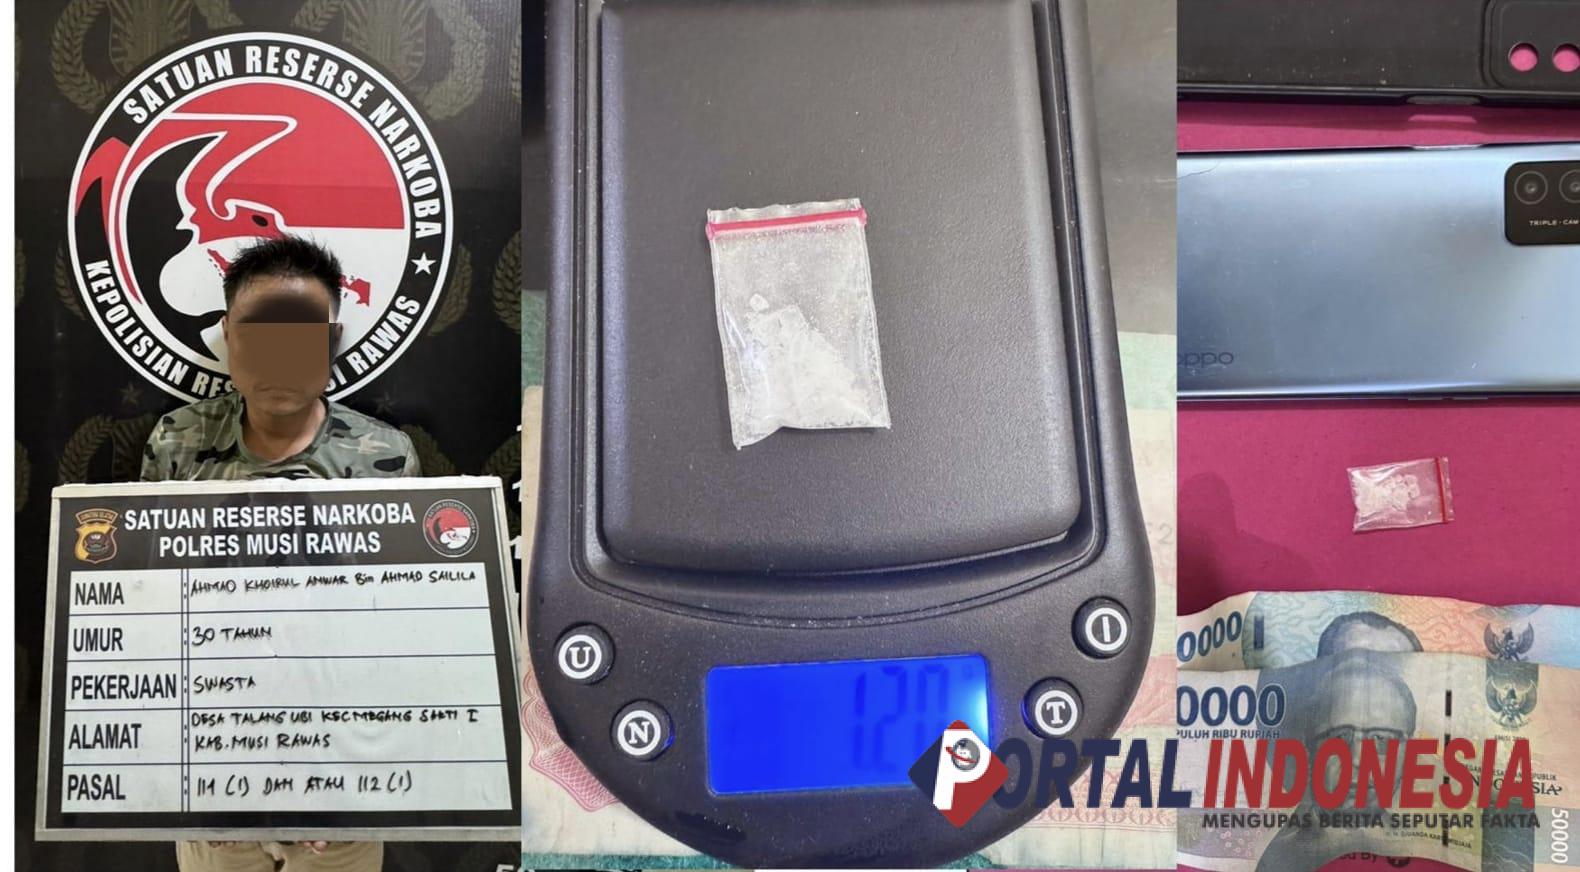 SATUAN RESERSE NARKOBA
KEPOLISIAN RES
SI RAWAS
SATUAN RESERSE NARKOBA
POLRES MUSI RAWAS
NAMA : AHMAD KHOIRUL ANWAR Bin AHMAD SAILILA
UMUR : 30 TAHUN
PEKERJAAN : SWASTA
ALAMAT : DESA TALANG UBI KEC MEGANG SAKTI I
KAB. MUSI RAWAS
PASAL : 114 (1) DAN ATAU 112 (1)
U
N
I
T
TRIPLE-CAM
oppo
0000
0000
PULUH RIBU RUPIAH
50000
PORTAL INDONESIA
MENGUPAS BERITA SEPUTAR FAKTA